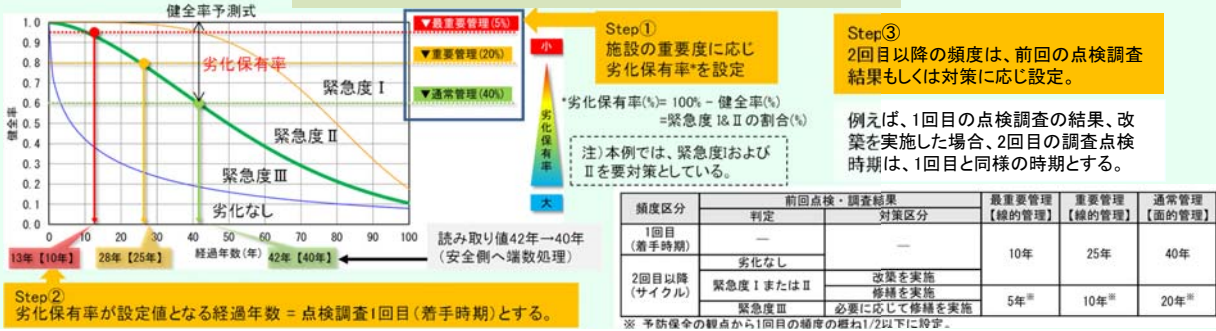 健全率予測式
健全率
1.0
0.9
0.8
0.7
0.6
0.5
0.4
0.3
0.2
0.1
0.0
0 10 20 30 40 50 60 70 80 90 100
経過年数(年)
劣化保有率
緊急度Ⅰ
緊急度Ⅱ
緊急度Ⅲ
劣化なし
13年【10年】
28年【25年】
42年【40年】
▼最重要管理(5%)
▼重要管理(20%)
▼通常管理(40%)
読み取り値42年→40年
(安全側へ端数処理)
Step①
施設の重要度に応じ
劣化保有率*を設定
小
劣化保有率
大
*劣化保有率(%)= 100% - 健全率(%)
=緊急度 I& Ⅱの割合(%)
注)本例では、緊急度Iおよび
Ⅱを要対策としている。
Step②
劣化保有率が設定値となる経過年数 = 点検調査1回目(着手時期)とする。
Step③
2回目以降の頻度は、前回の点検調査
結果もしくは対策に応じ設定。
例えば、1回目の点検調査の結果、改
築を実施した場合、2回目の調査点検
時期は、1回目と同様の時期とする。
頻度区分 前回点検・調査結果 最重要管理【線的管理】 重要管理【線的管理】 通常管理【面的管理】
判定 対策区分
1回目
(着手時期) — — 10年 25年 40年
2回目以降
(サイクル) 劣化なし
緊急度ⅠまたはⅡ 改築を実施
修繕を実施 5年※ 10年※ 20年※
緊急度Ⅲ 必要に応じて修繕を実施
※ 予防保全の観点から1回目の頻度の概ね1/2以下に設定。